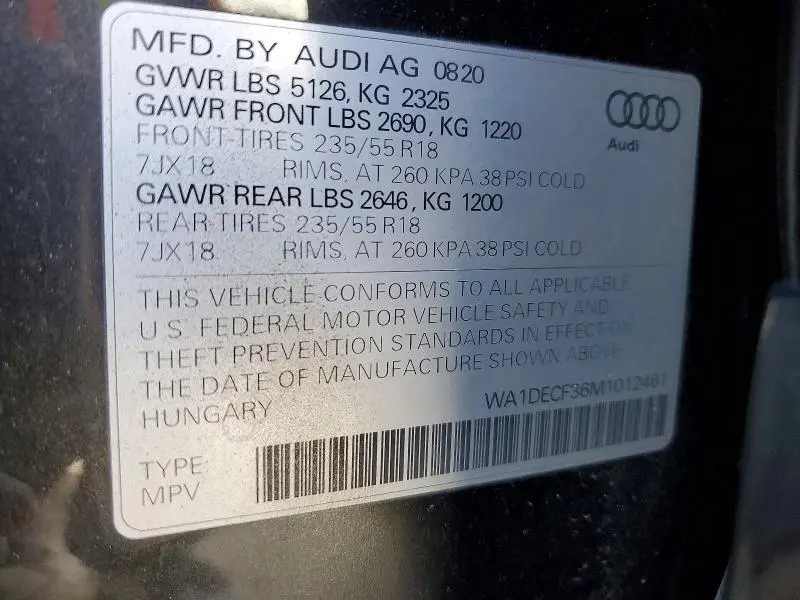 MFD. BY AUDI AG 0820
GVWR LBS 5126, KG 2325
GAWR FRONT LBS 2690, KG 1220
FRONT-TIRES 235/55 R18
7JX18 RIMS, AT 260 KPA 38 PSI COLD
GAWR REAR LBS 2646, KG 1200
REAR-TIRES 235/55 R18
7JX18 RIMS, AT 260 KPA 38 PSI COLD
Audi
THIS VEHICLE CONFORMS TO ALL APPLICABLE
U.S. FEDERAL MOTOR VEHICLE SAFETY AND
THEFT PREVENTION STANDARDS IN EFFECT ON
THE DATE OF MANUFACTURE SHOWN ABOVE
HUNGARY
WA1DECF36M1012461
TYPE:
MPV